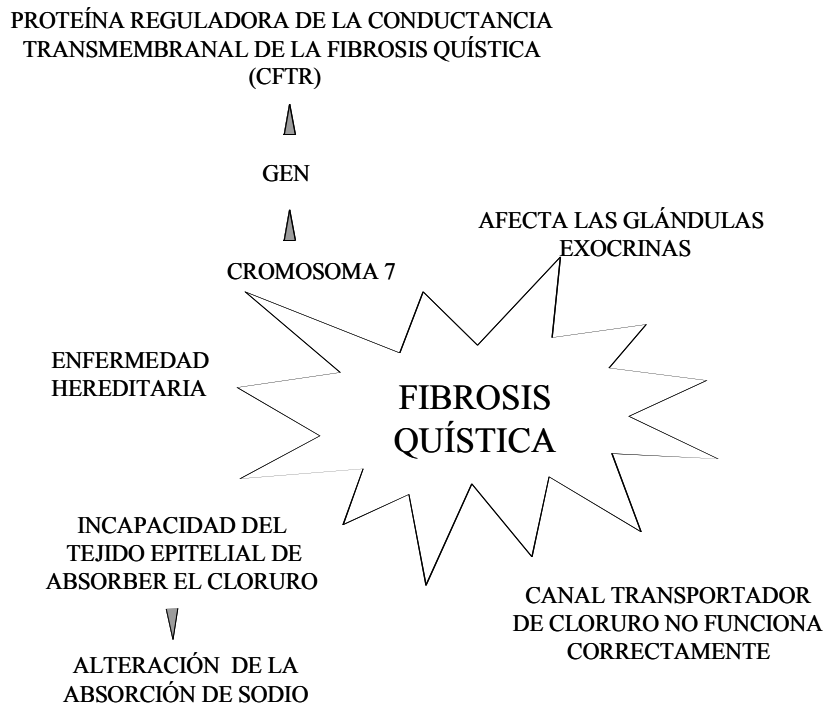 PROTEÍNA REGULADORA DE LA CONDUCTANCIA
TRANSMEMBRANAL DE LA FIBROSIS QUÍSTICA
(CFTR)
GEN
CROMOSOMA 7
AFECTA LAS GLÁNDULAS
EXOCRINAS
ENFERMEDAD
HEREDITARIA
FIBROSIS
QUÍSTICA
INCAPACIDAD DEL
TEJIDO EPITELIAL DE
ABSORBER EL CLORURO
ALTERACIÓN DE LA
ABSORCIÓN DE SODIO
CANAL TRANSPORTADOR
DE CLORURO NO FUNCIONA
CORRECTAMENTE